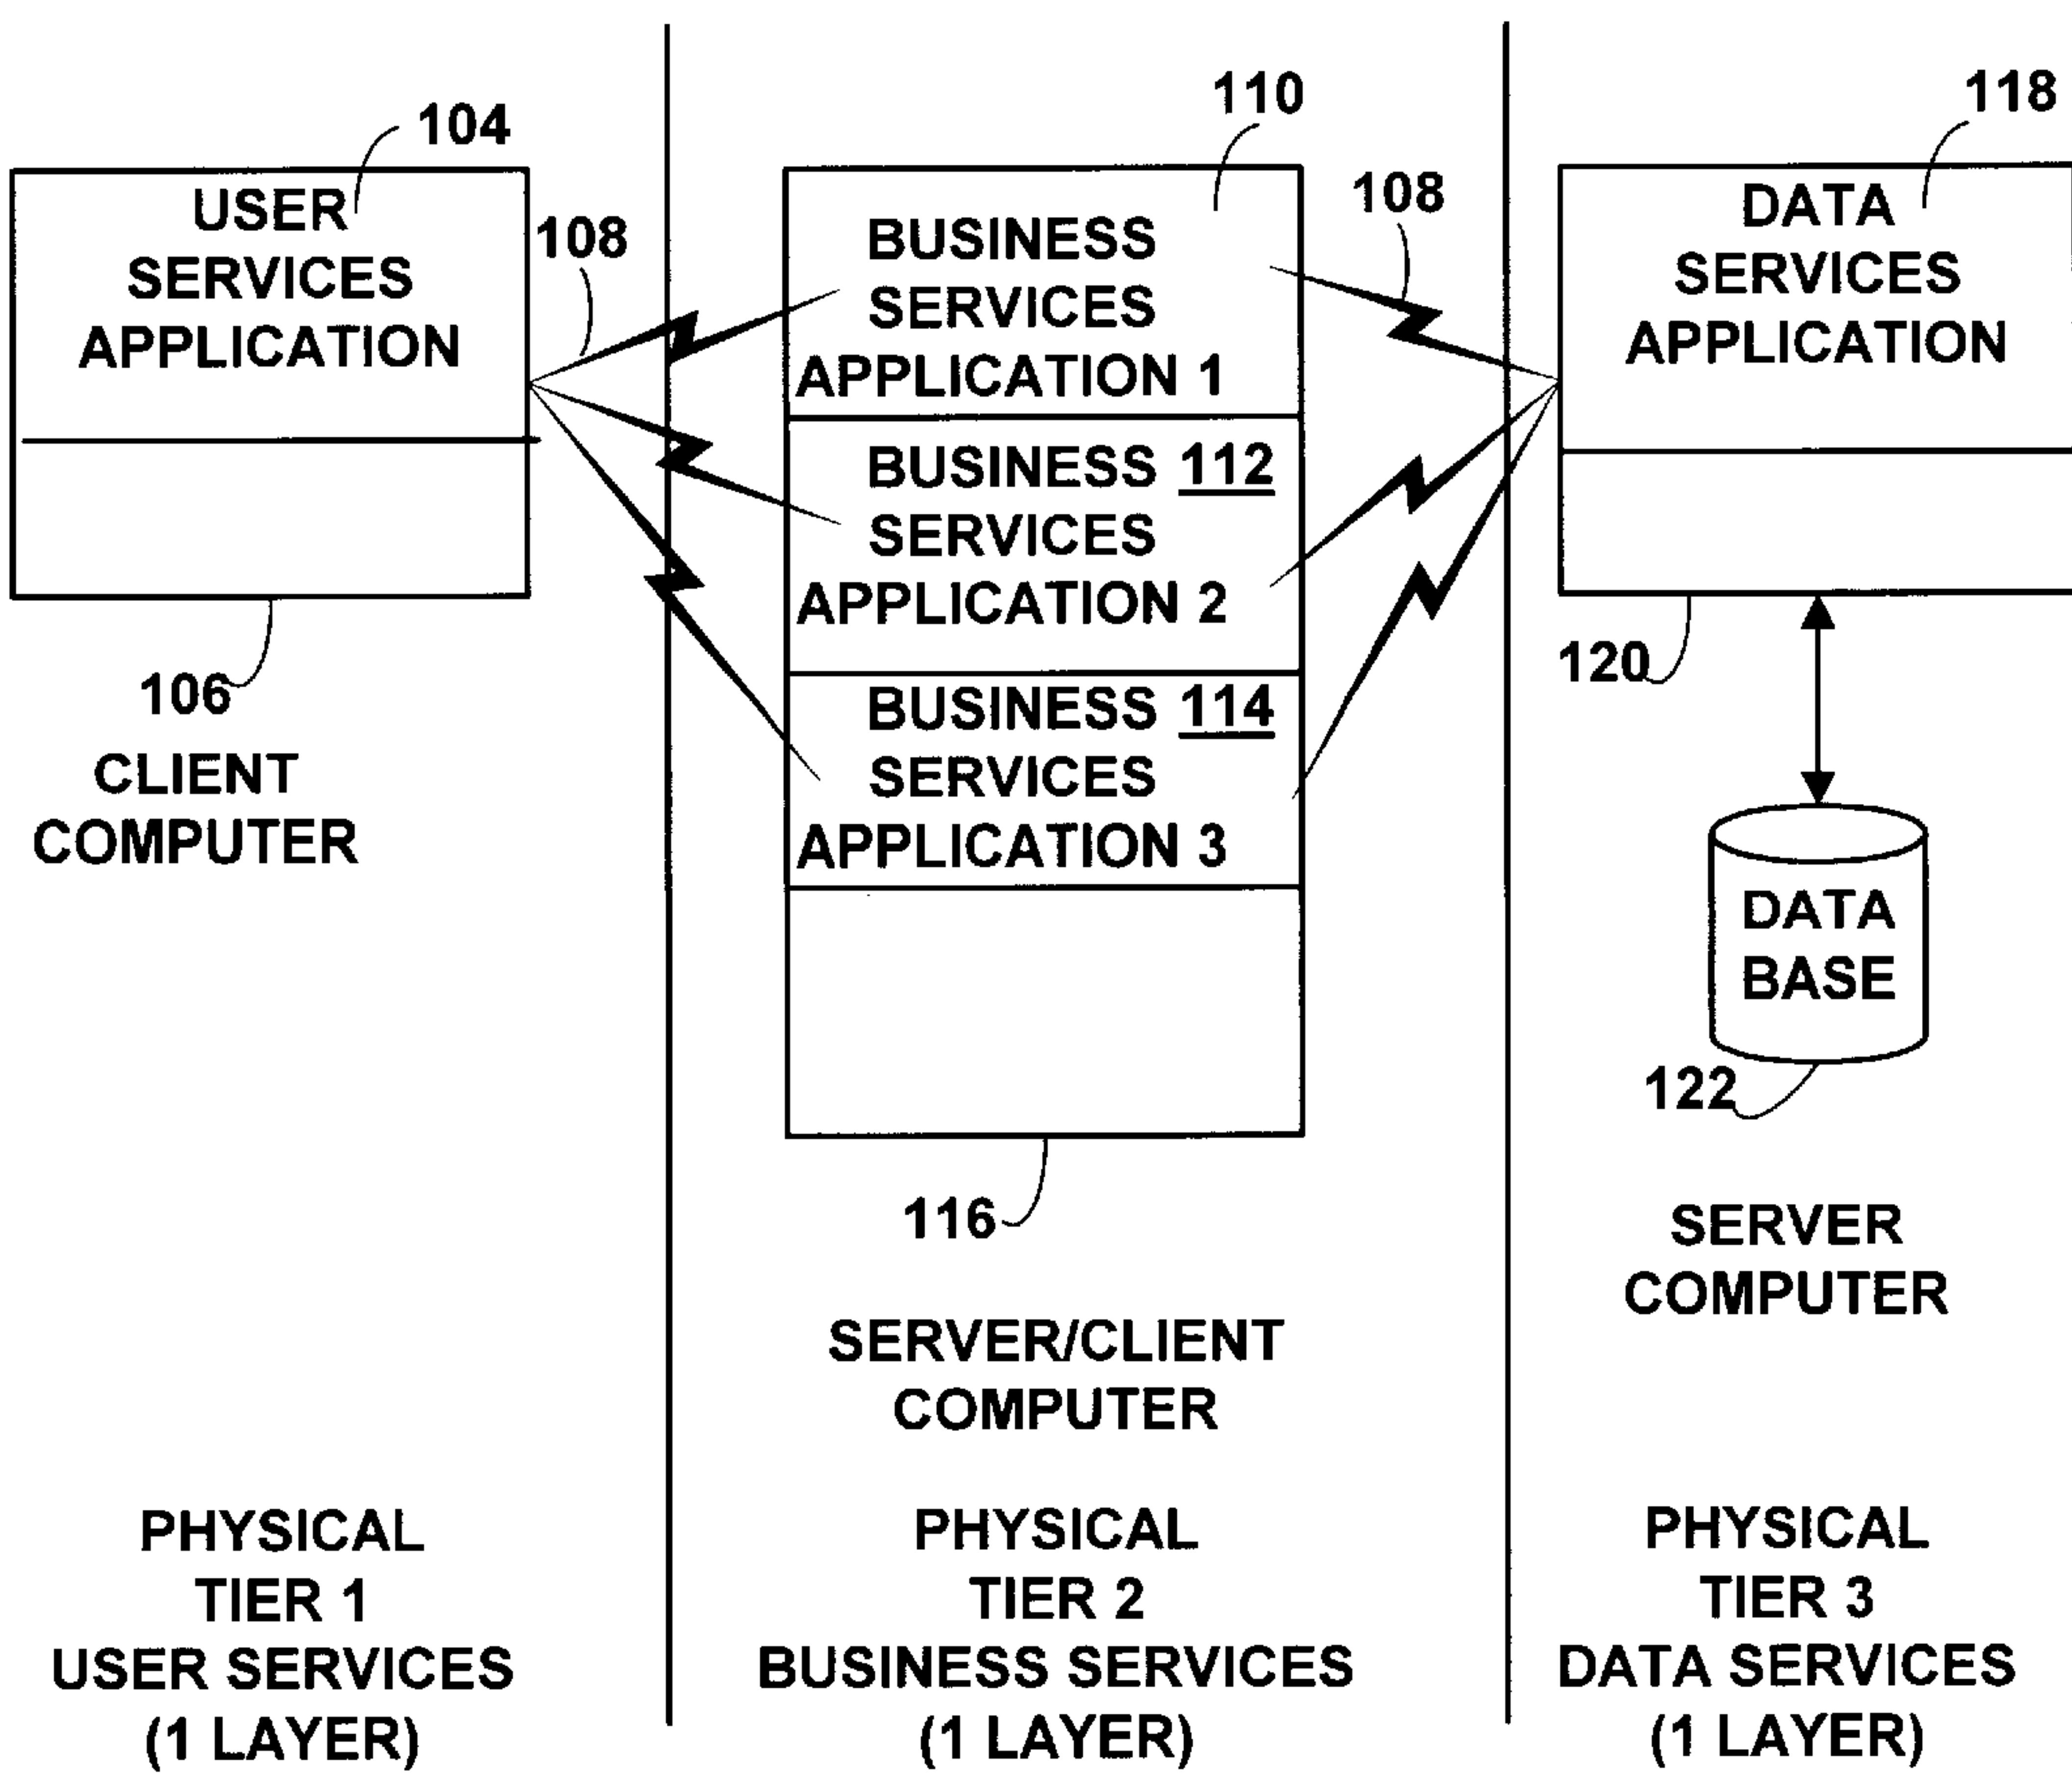 104
USER
SERVICES
APPLICATION
106
CLIENT
COMPUTER
PHYSICAL
TIER 1
USER SERVICES
(1 LAYER)
108
110
BUSINESS
SERVICES
APPLICATION 1
BUSINESS 112
SERVICES
APPLICATION 2
BUSINESS 114
SERVICES
APPLICATION 3
116
SERVER/CLIENT
COMPUTER
PHYSICAL
TIER 2
BUSINESS SERVICES
(1 LAYER)
108
118
DATA
SERVICES
APPLICATION
120
DATA
BASE
122
SERVER
COMPUTER
PHYSICAL
TIER 3
DATA SERVICES
(1 LAYER)